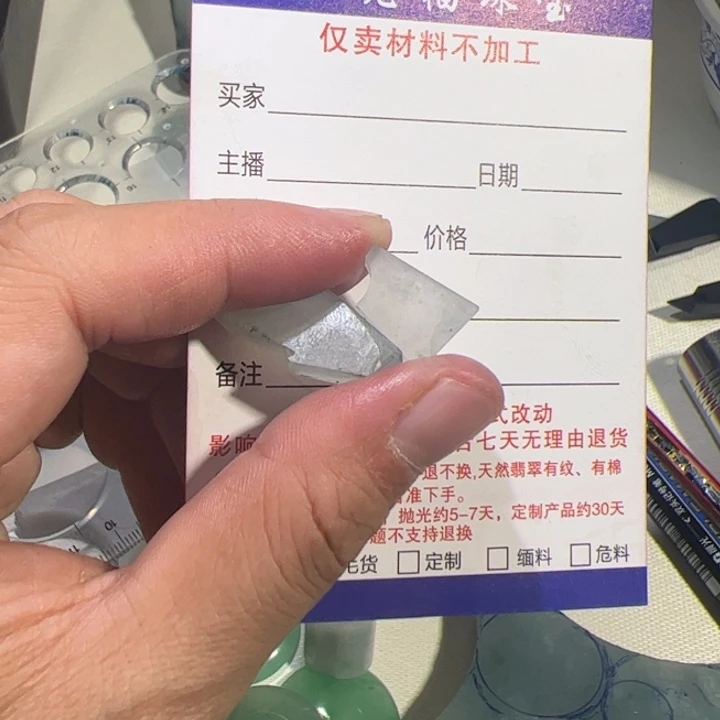 仅卖材料不加工
买家
主播 日期
价格
备注
式改动
影响 七天无理由退货
退不换,天然翡翠有纹、有棉
准下手。
抛光约5-7天，定制产品约30天
题不支持退换
毛货 定制 缅料 危料